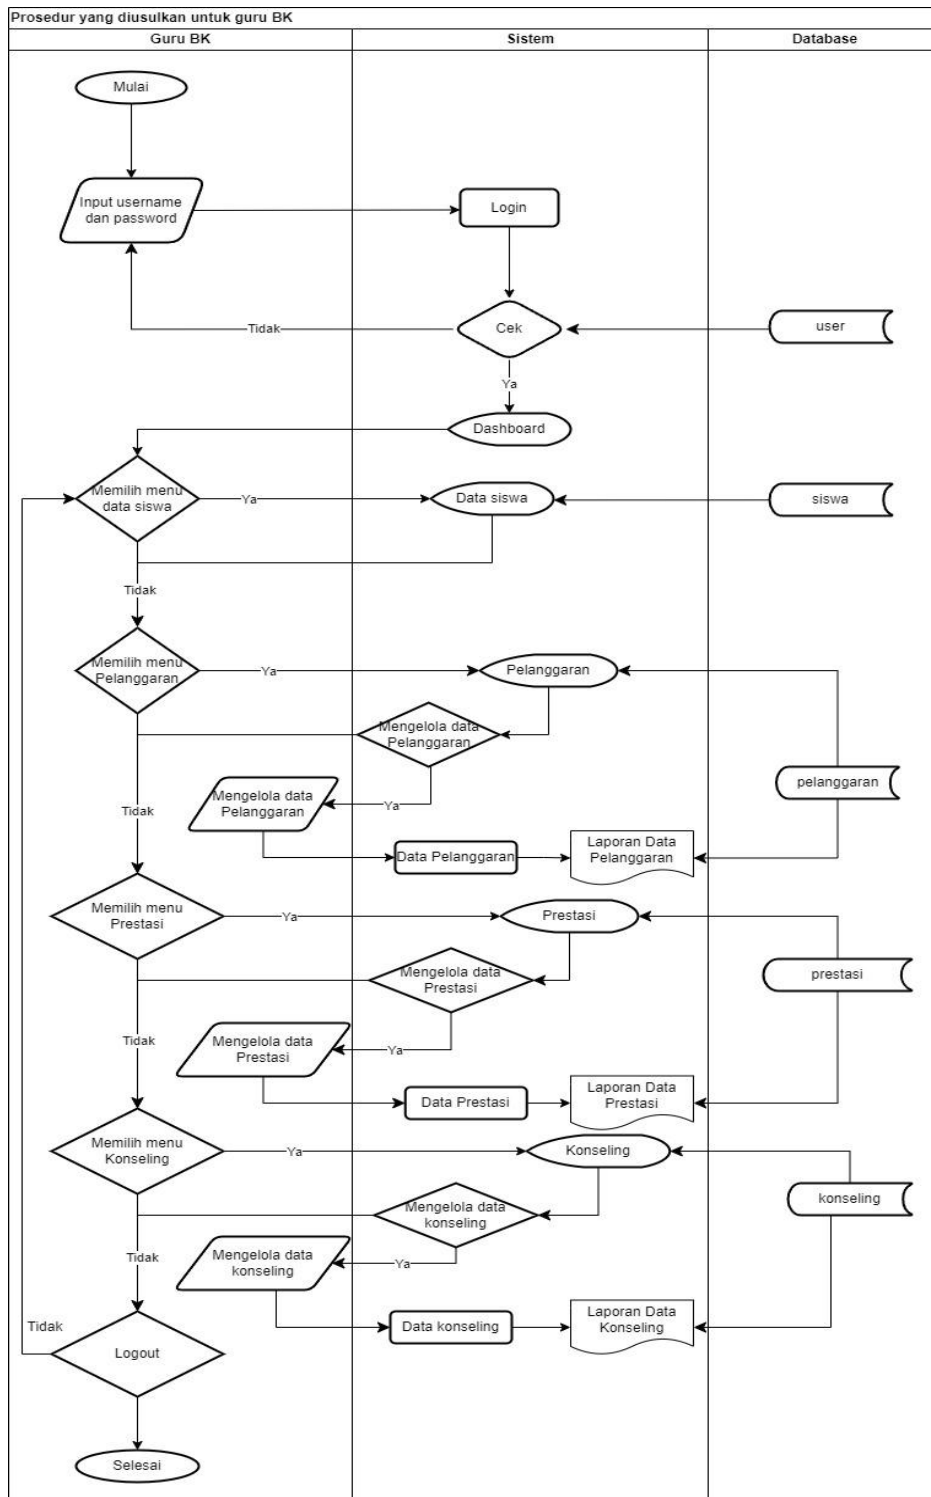 Prosedur yang diusulkan untuk guru BK
Guru BK
Sistem
Database
Mulai
Input username
dan password
Login
Tidak
Cek
user
Ya
Dashboard
Memilih menu
data siswa
Ya
Data siswa
siswa
Tidak
Memilih menu
Pelanggaran
Ya
Pelanggaran
Mengelola data
Pelanggaran
pelanggaran
Tidak
Mengelola data
Pelanggaran
Ya
Data Pelanggaran
Laporan Data
Pelanggaran
Memilih menu
Prestasi
Ya
Prestasi
Mengelola data
Prestasi
prestasi
Tidak
Mengelola data
Prestasi
Ya
Data Prestasi
Laporan Data
Prestasi
Memilih menu
Konseling
Ya
Konseling
Mengelola data
konseling
konseling
Tidak
Mengelola data
konseling
Ya
Tidak
Data konseling
Laporan Data
Konseling
Logout
Selesai